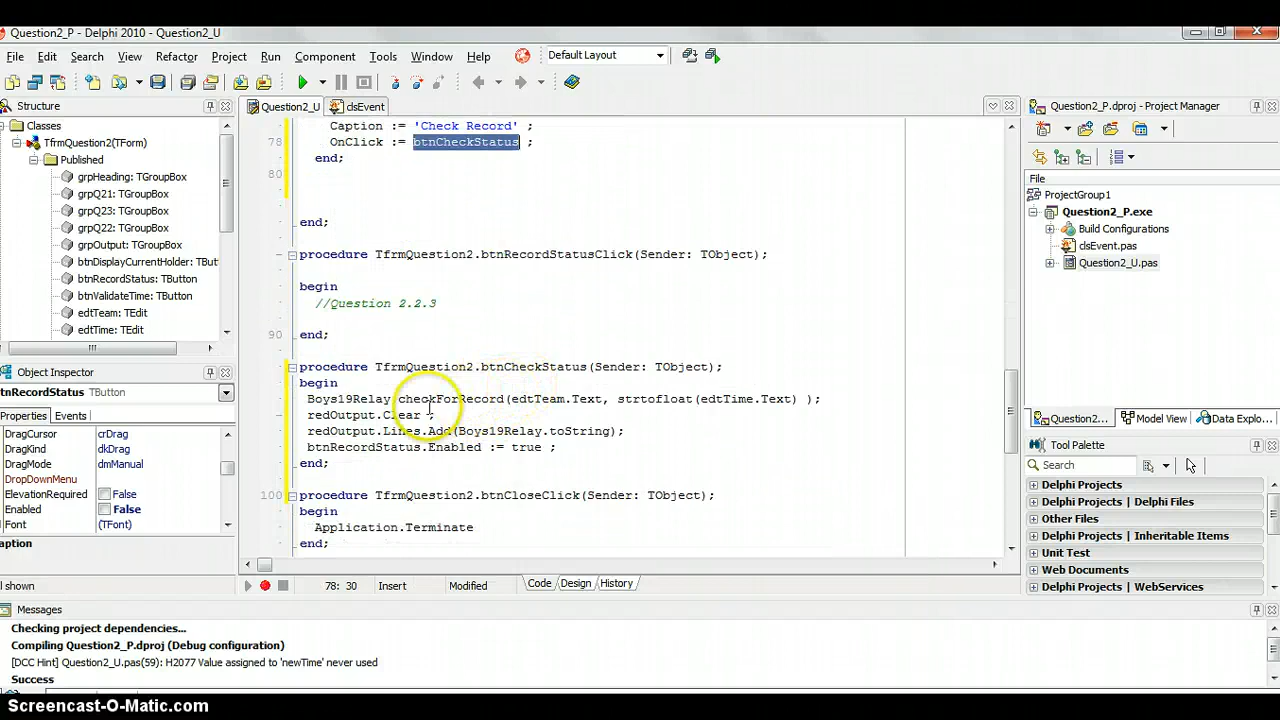 Question2_P - Delphi 2010 - Question2_U
File Edit Search View Refactor Project Run Component Tools Window Help Default Layout
Structure
Classes
TfrmQuestion2(TForm)
Published
grpHeading: TGroupBox
grpQ21: TGroupBox
grpQ23: TGroupBox
grpQ22: TGroupBox
grpOutput: TGroupBox
btnDisplayCurrentHolder: TBut
btnRecordStatus: TButton
btnValidateTime: TButton
edtTeam: TEdit
edtTime: TEdit
Object Inspector
tnRecordStatus TButton
Properties Events
DragCursor crDrag
DragKind dkDrag
DragMode dmManual
DropDownMenu
ElevationRequired False
Enabled False
Font (TFont)
aption
ll shown
Question2_U dsEvent
Caption := 'Check Record' ;
78 OnClick := btnCheckStatus ;
end;
80
end;
procedure TfrmQuestion2.btnRecordStatusClick(Sender: TObject);
begin
//Question 2.2.3
90 end;
procedure TfrmQuestion2.btnCheckStatus(Sender: TObject);
begin
Boys19Relay checkForRecord(edtTeam.Text, strtofloat(edtTime.Text) );
redOutput.Clear ;
redOutput.Lines.Add(Boys19Relay.toString);
btnRecordStatus.Enabled := true ;
end;
100 procedure TfrmQuestion2.btnCloseClick(Sender: TObject);
begin
Application.Terminate
end;
78: 30 Insert Modified Code Design History
Question2_P.dproj - Project Manager
File
ProjectGroup1
Question2_P.exe
Build Configurations
dsEvent.pas
Question2_U.pas
Question2... Model View Data Explo...
Tool Palette
Search
Delphi Projects
Delphi Projects | Delphi Files
Other Files
Delphi Projects | Inheritable Items
Unit Test
Web Documents
Delphi Projects | WebServices
Messages
Checking project dependencies...
Compiling Question2_P.dproj (Debug configuration)
[DCC Hint] Question2_U.pas(59): H2077 Value assigned to 'newTime' never used
Success
Screencast-O-Matic.com